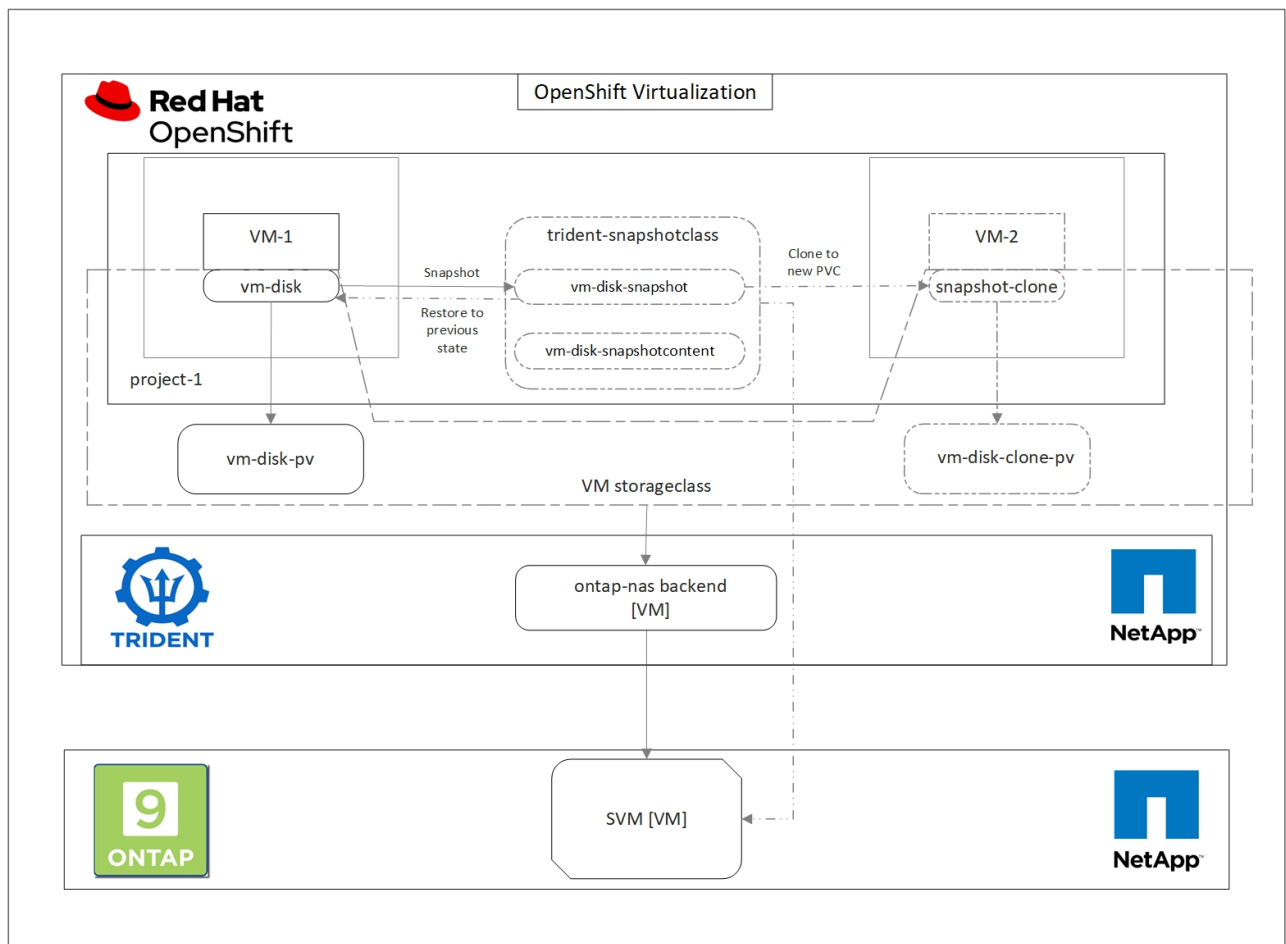 OpenShift Virtualization
Red Hat
OpenShift
VM-1
vm-disk
Snapshot
Restore to
previous
state
trident-snapshotclass
vm-disk-snapshot
vm-disk-snapshotcontent
Clone to
new PVC
VM-2
snapshot-clone
project-1
vm-disk-pv
vm-disk-clone-pv
VM storageclass
TRIDENT
ontap-nas backend
[VM]
NetApp™
9
ONTAP
SVM [VM]
NetApp™